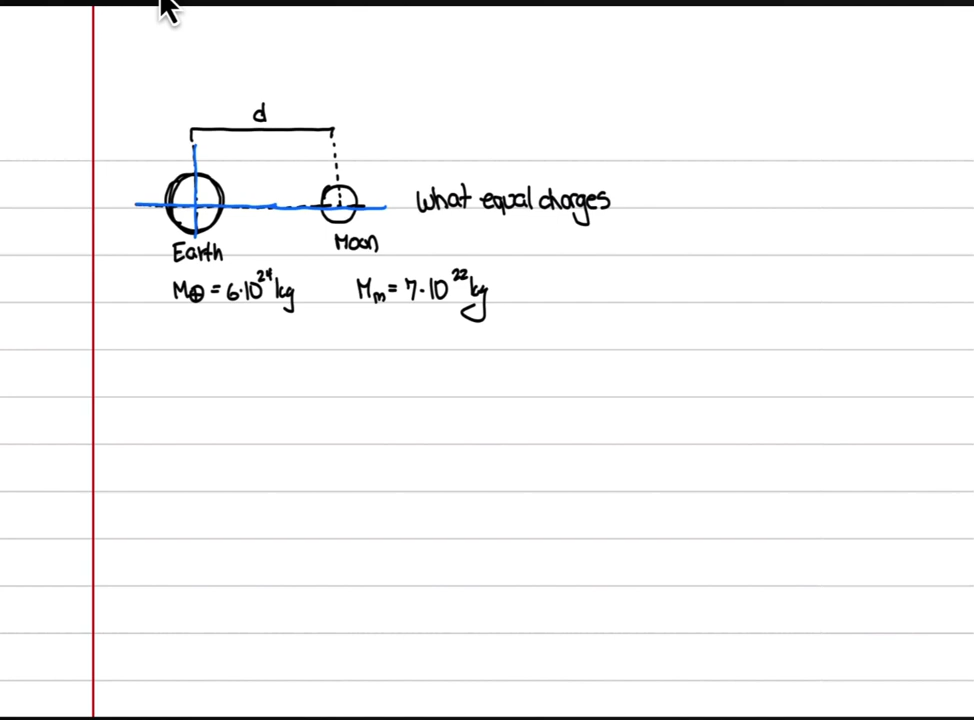 d
What equal charges
Earth
Moon
M⊕ = 6·10²⁴ kg
Mₘ = 7·10²² kg